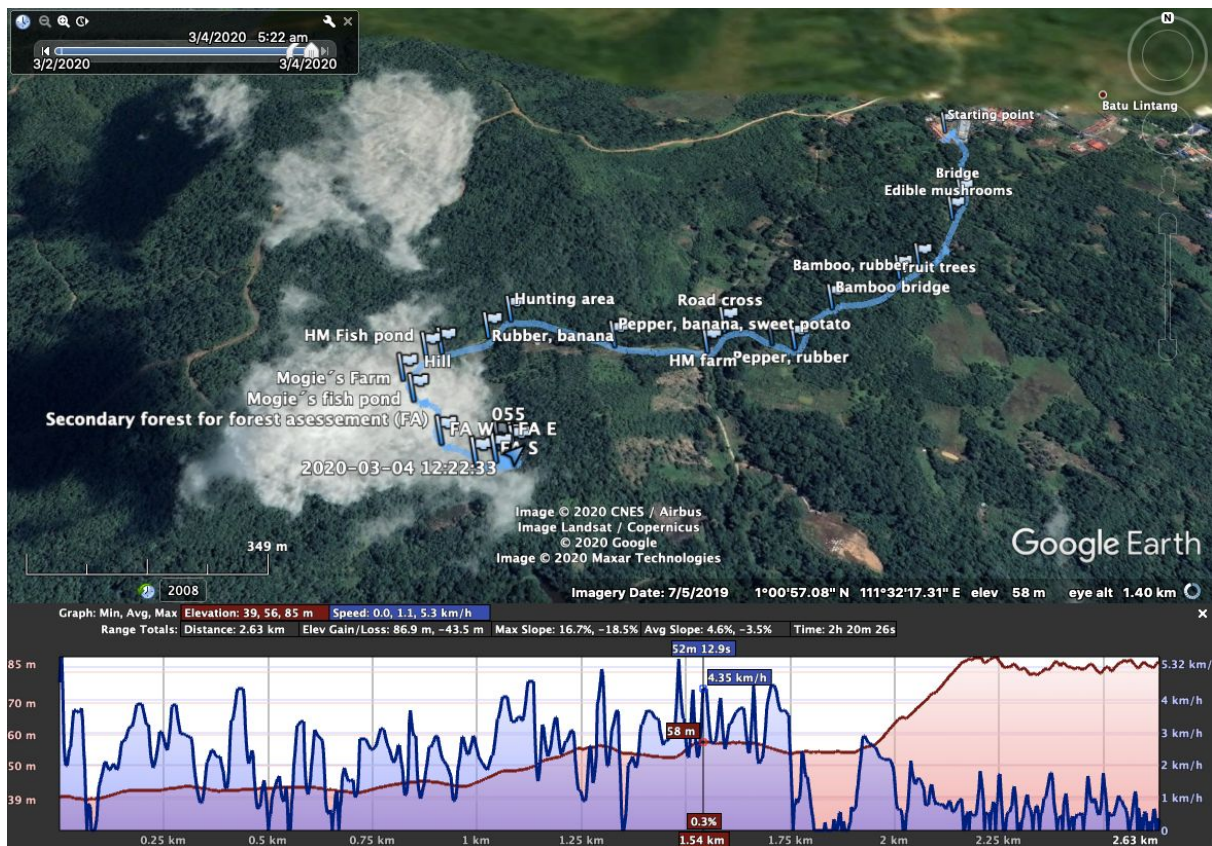 3/4/2020 5:22 am
3/2/2020
3/4/2020
N
Batu Lintang
Starting point
Bridge
Edible mushrooms
Bamboo, rubber
Fruit trees
Bamboo bridge
Hunting area
Road cross
Rubber, banana
Pepper, banana, sweet potato
HM Fish pond
Hill
HM farm
Pepper, rubber
Mogie´s Farm
Mogie´s fish pond
Secondary forest for forest asessement (FA)
055
FA W
FA E
FA S
2020-03-04 12:22:33
Image © 2020 CNES / Airbus
Image Landsat / Copernicus
© 2020 Google
Image © 2020 Maxar Technologies
Google Earth
349 m
2008
Imagery Date: 7/5/2019 1°00'57.08" N 111°32'17.31" E elev 58 m eye alt 1.40 km
Graph: Min, Avg, Max Elevation: 39, 56, 85 m Speed: 0.0, 1.1, 5.3 km/h
Range Totals: Distance: 2.63 km Elev Gain/Loss: 86.9 m, -43.5 m Max Slope: 16.7%, -18.5% Avg Slope: 4.6%, -3.5% Time: 2h 20m 26s
52m 12.9s
85 m
5.32 km/h
4.35 km/h
70 m
4 km/h
60 m
58 m
3 km/h
50 m
2 km/h
39 m
1 km/h
0.3%
0
0.25 km 0.5 km 0.75 km 1 km 1.25 km 1.54 km 1.75 km 2 km 2.25 km 2.63 km